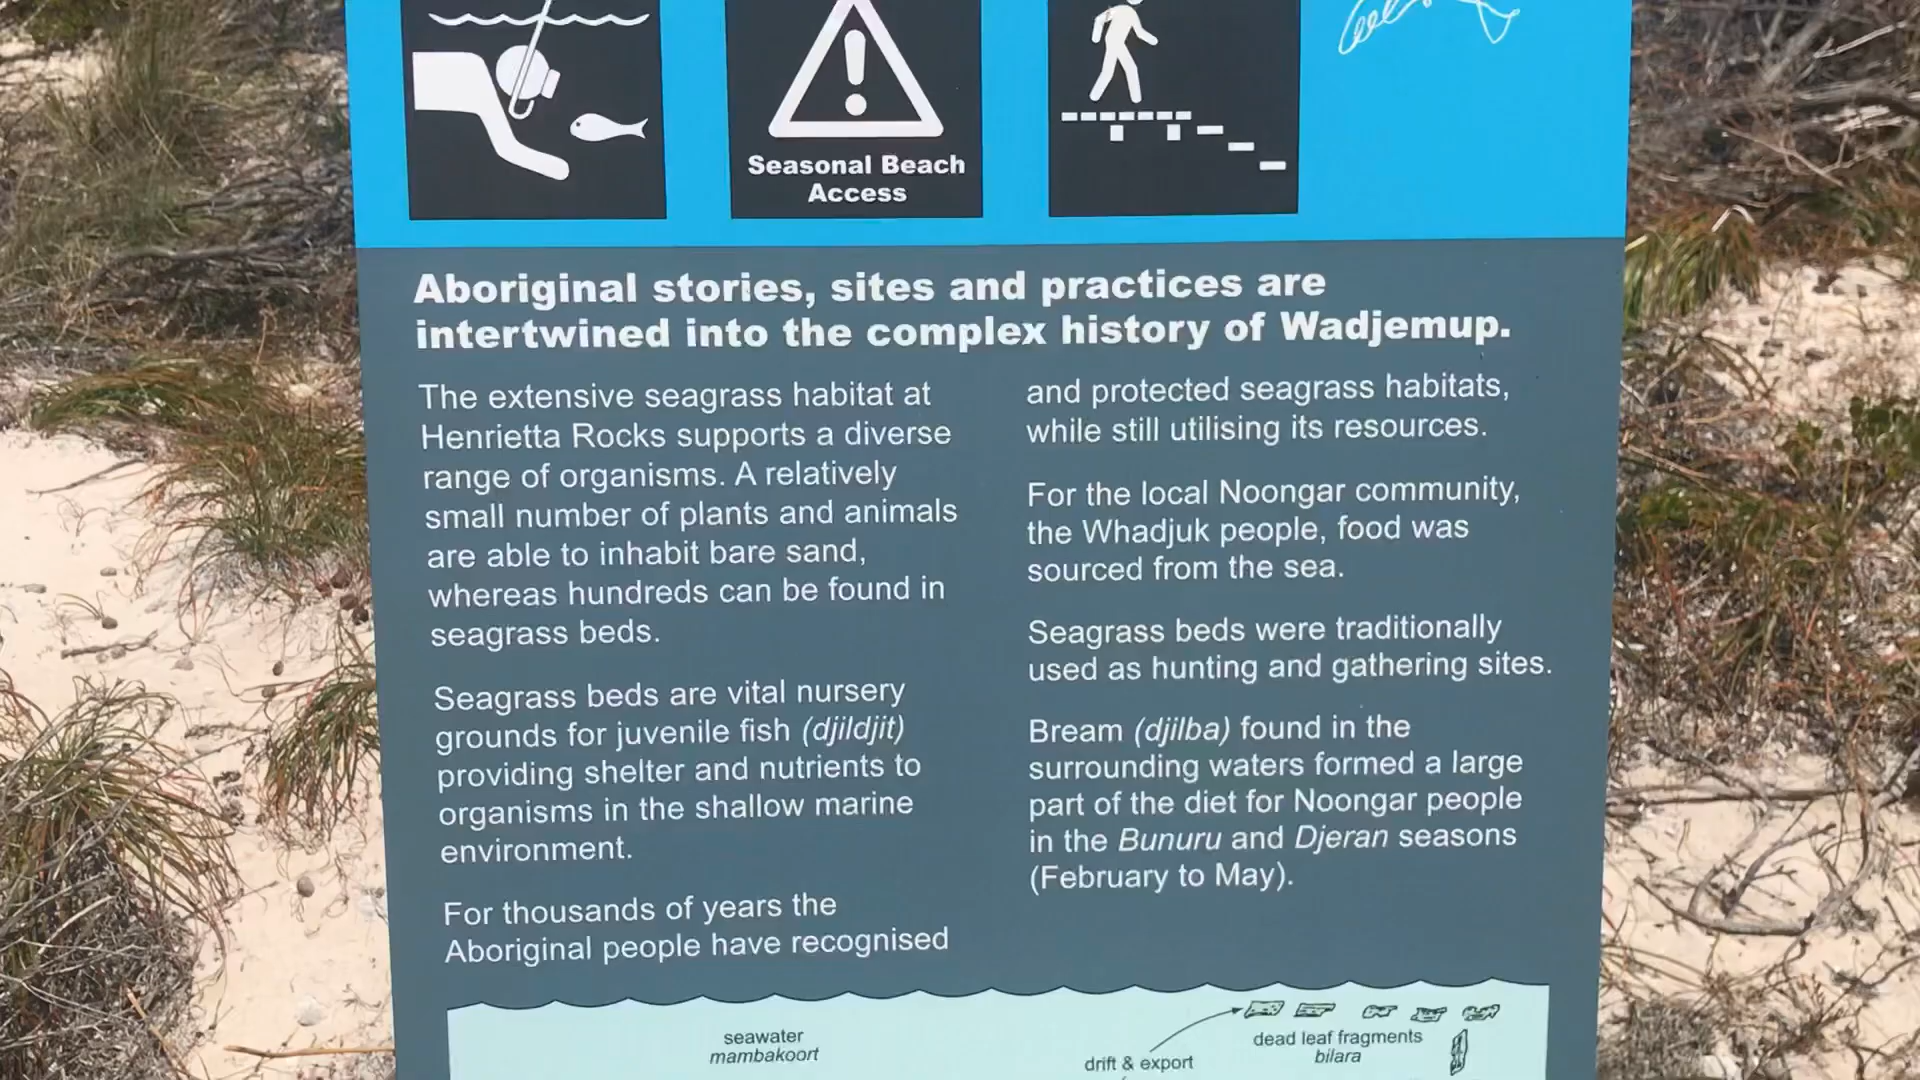 Seasonal Beach
Access
Aboriginal stories, sites and practices are
intertwined into the complex history of Wadjemup.
The extensive seagrass habitat at
Henrietta Rocks supports a diverse
range of organisms. A relatively
small number of plants and animals
are able to inhabit bare sand,
whereas hundreds can be found in
seagrass beds.
Seagrass beds are vital nursery
grounds for juvenile fish (djildjit)
providing shelter and nutrients to
organisms in the shallow marine
environment.
For thousands of years the
Aboriginal people have recognised
and protected seagrass habitats,
while still utilising its resources.
For the local Noongar community,
the Whadjuk people, food was
sourced from the sea.
Seagrass beds were traditionally
used as hunting and gathering sites.
Bream (djilba) found in the
surrounding waters formed a large
part of the diet for Noongar people
in the Bunuru and Djeran seasons
(February to May).
seawater
mambakoort
drift & export
dead leaf fragments
bilara